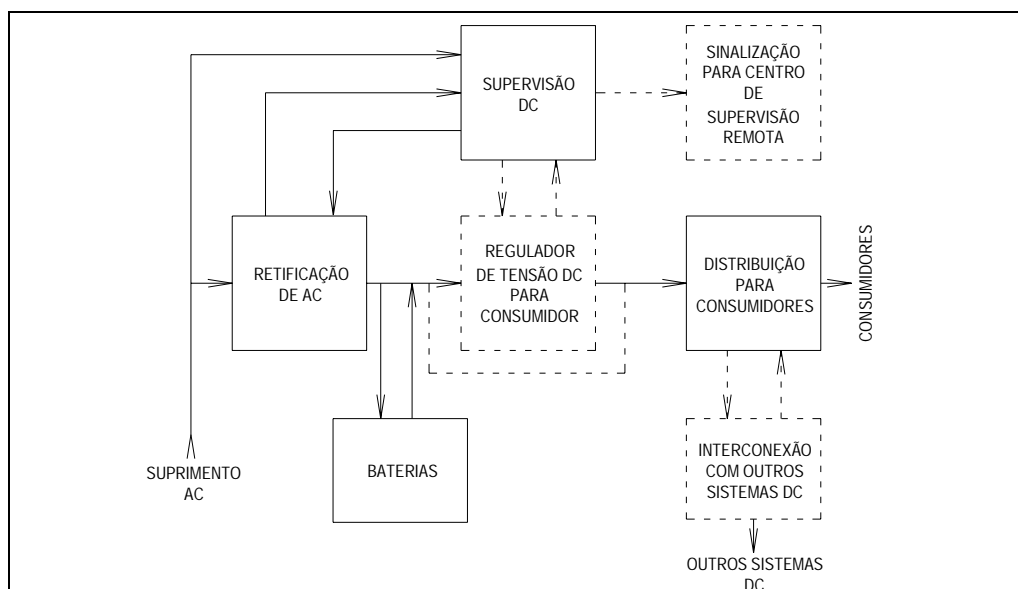 SUPERVISÃO
DC
SINALIZAÇÃO
PARA CENTRO
DE
SUPERVISÃO
REMOTA
RETIFICAÇÃO
DE AC
REGULADOR
DE TENSÃO DC
PARA
CONSUMIDOR
DISTRIBUIÇÃO
PARA
CONSUMIDORES
CONSUMIDORES
SUPRIMENTO
AC
BATERIAS
INTERCONEXÃO
COM OUTROS
SISTEMAS DC
OUTROS SISTEMAS
DC